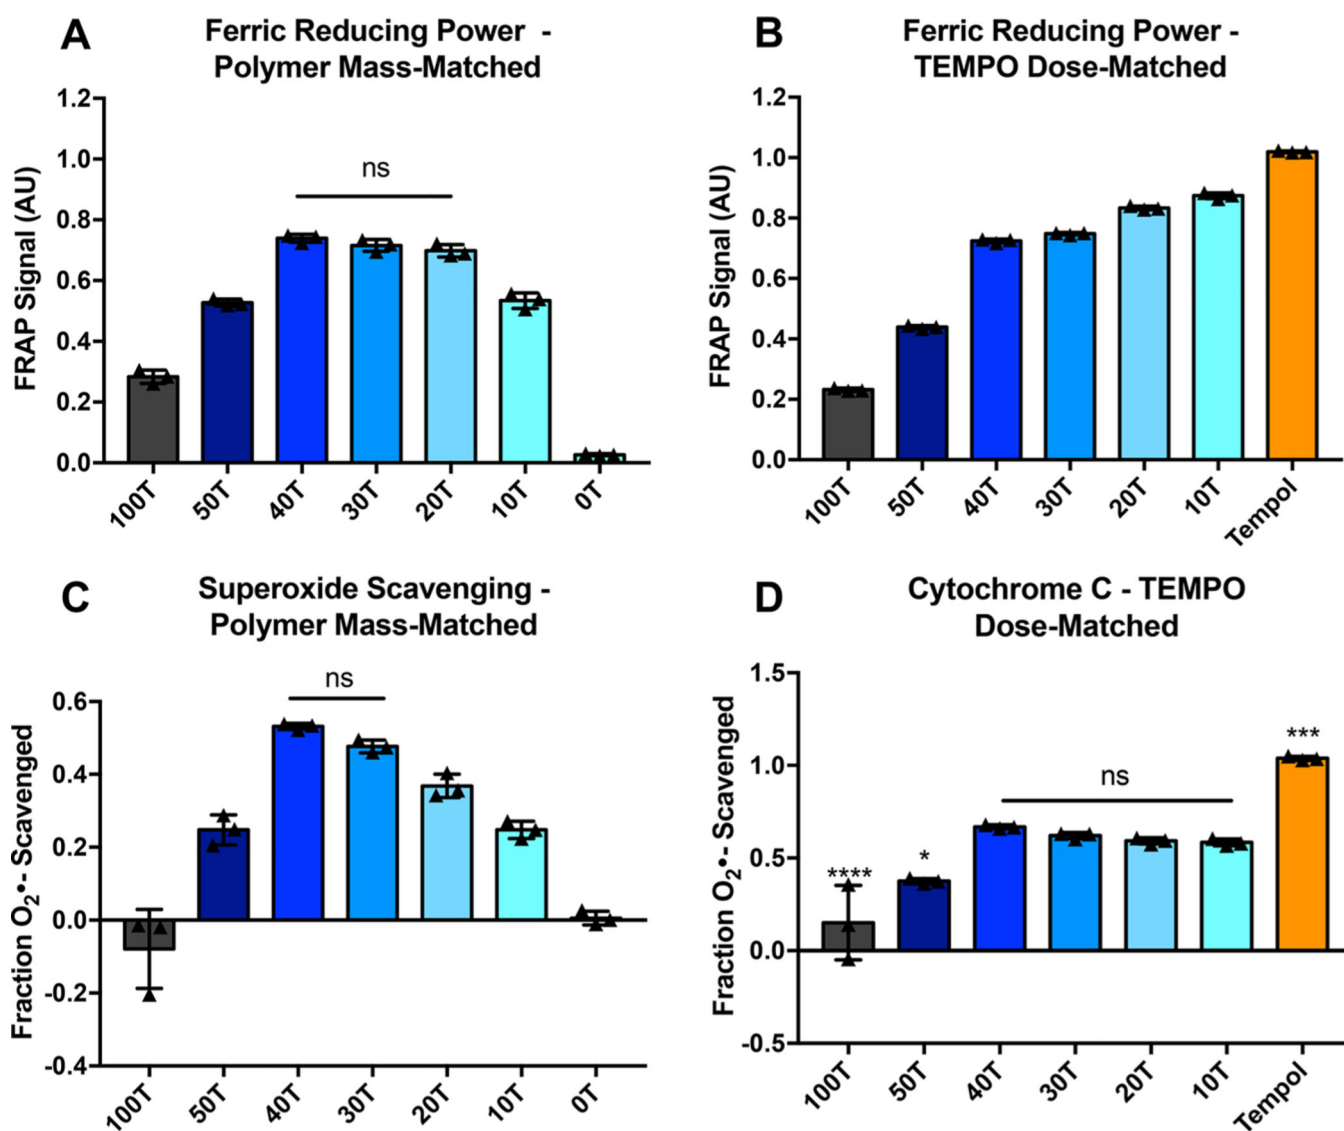 A
Ferric Reducing Power -
Polymer Mass-Matched
FRAP Signal (AU)
1.2
1.0
0.8
0.6
0.4
0.2
0.0
ns
100T
50T
40T
30T
20T
10T
0T
B
Ferric Reducing Power -
TEMPO Dose-Matched
FRAP Signal (AU)
1.2
1.0
0.8
0.6
0.4
0.2
0.0
100T
50T
40T
30T
20T
10T
Tempol
C
Superoxide Scavenging -
Polymer Mass-Matched
Fraction O₂•- Scavenged
0.6
0.4
0.2
0.0
-0.2
-0.4
ns
100T
50T
40T
30T
20T
10T
0T
D
Cytochrome C - TEMPO
Dose-Matched
Fraction O₂•- Scavenged
1.5
1.0
0.5
0.0
-0.5
****
*
ns
***
100T
50T
40T
30T
20T
10T
Tempol